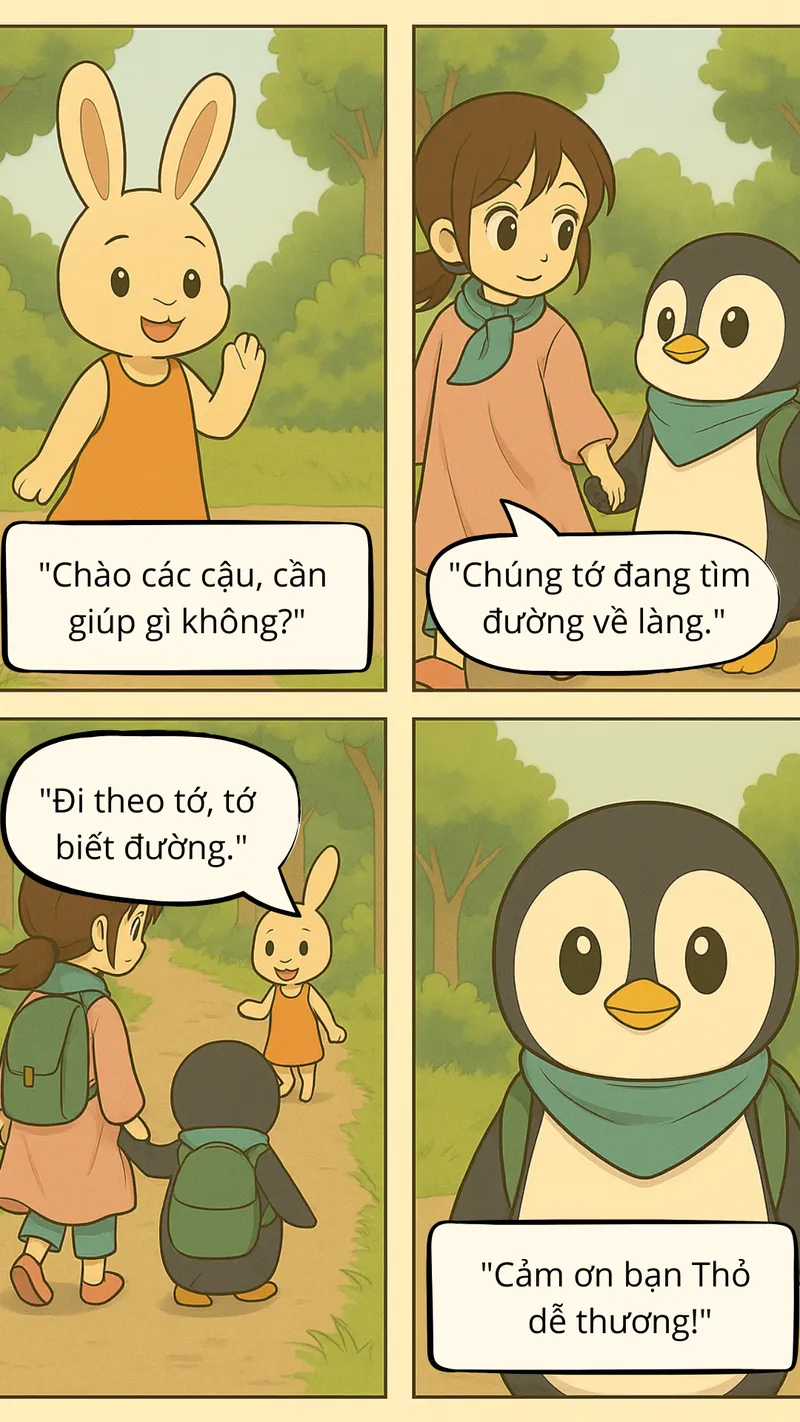 "Chào các cậu, cần
giúp gì không?"
"Chúng tớ đang tìm
đường về làng."
"Đi theo tớ, tớ
biết đường."
"Cảm ơn bạn Thỏ
dễ thương!"